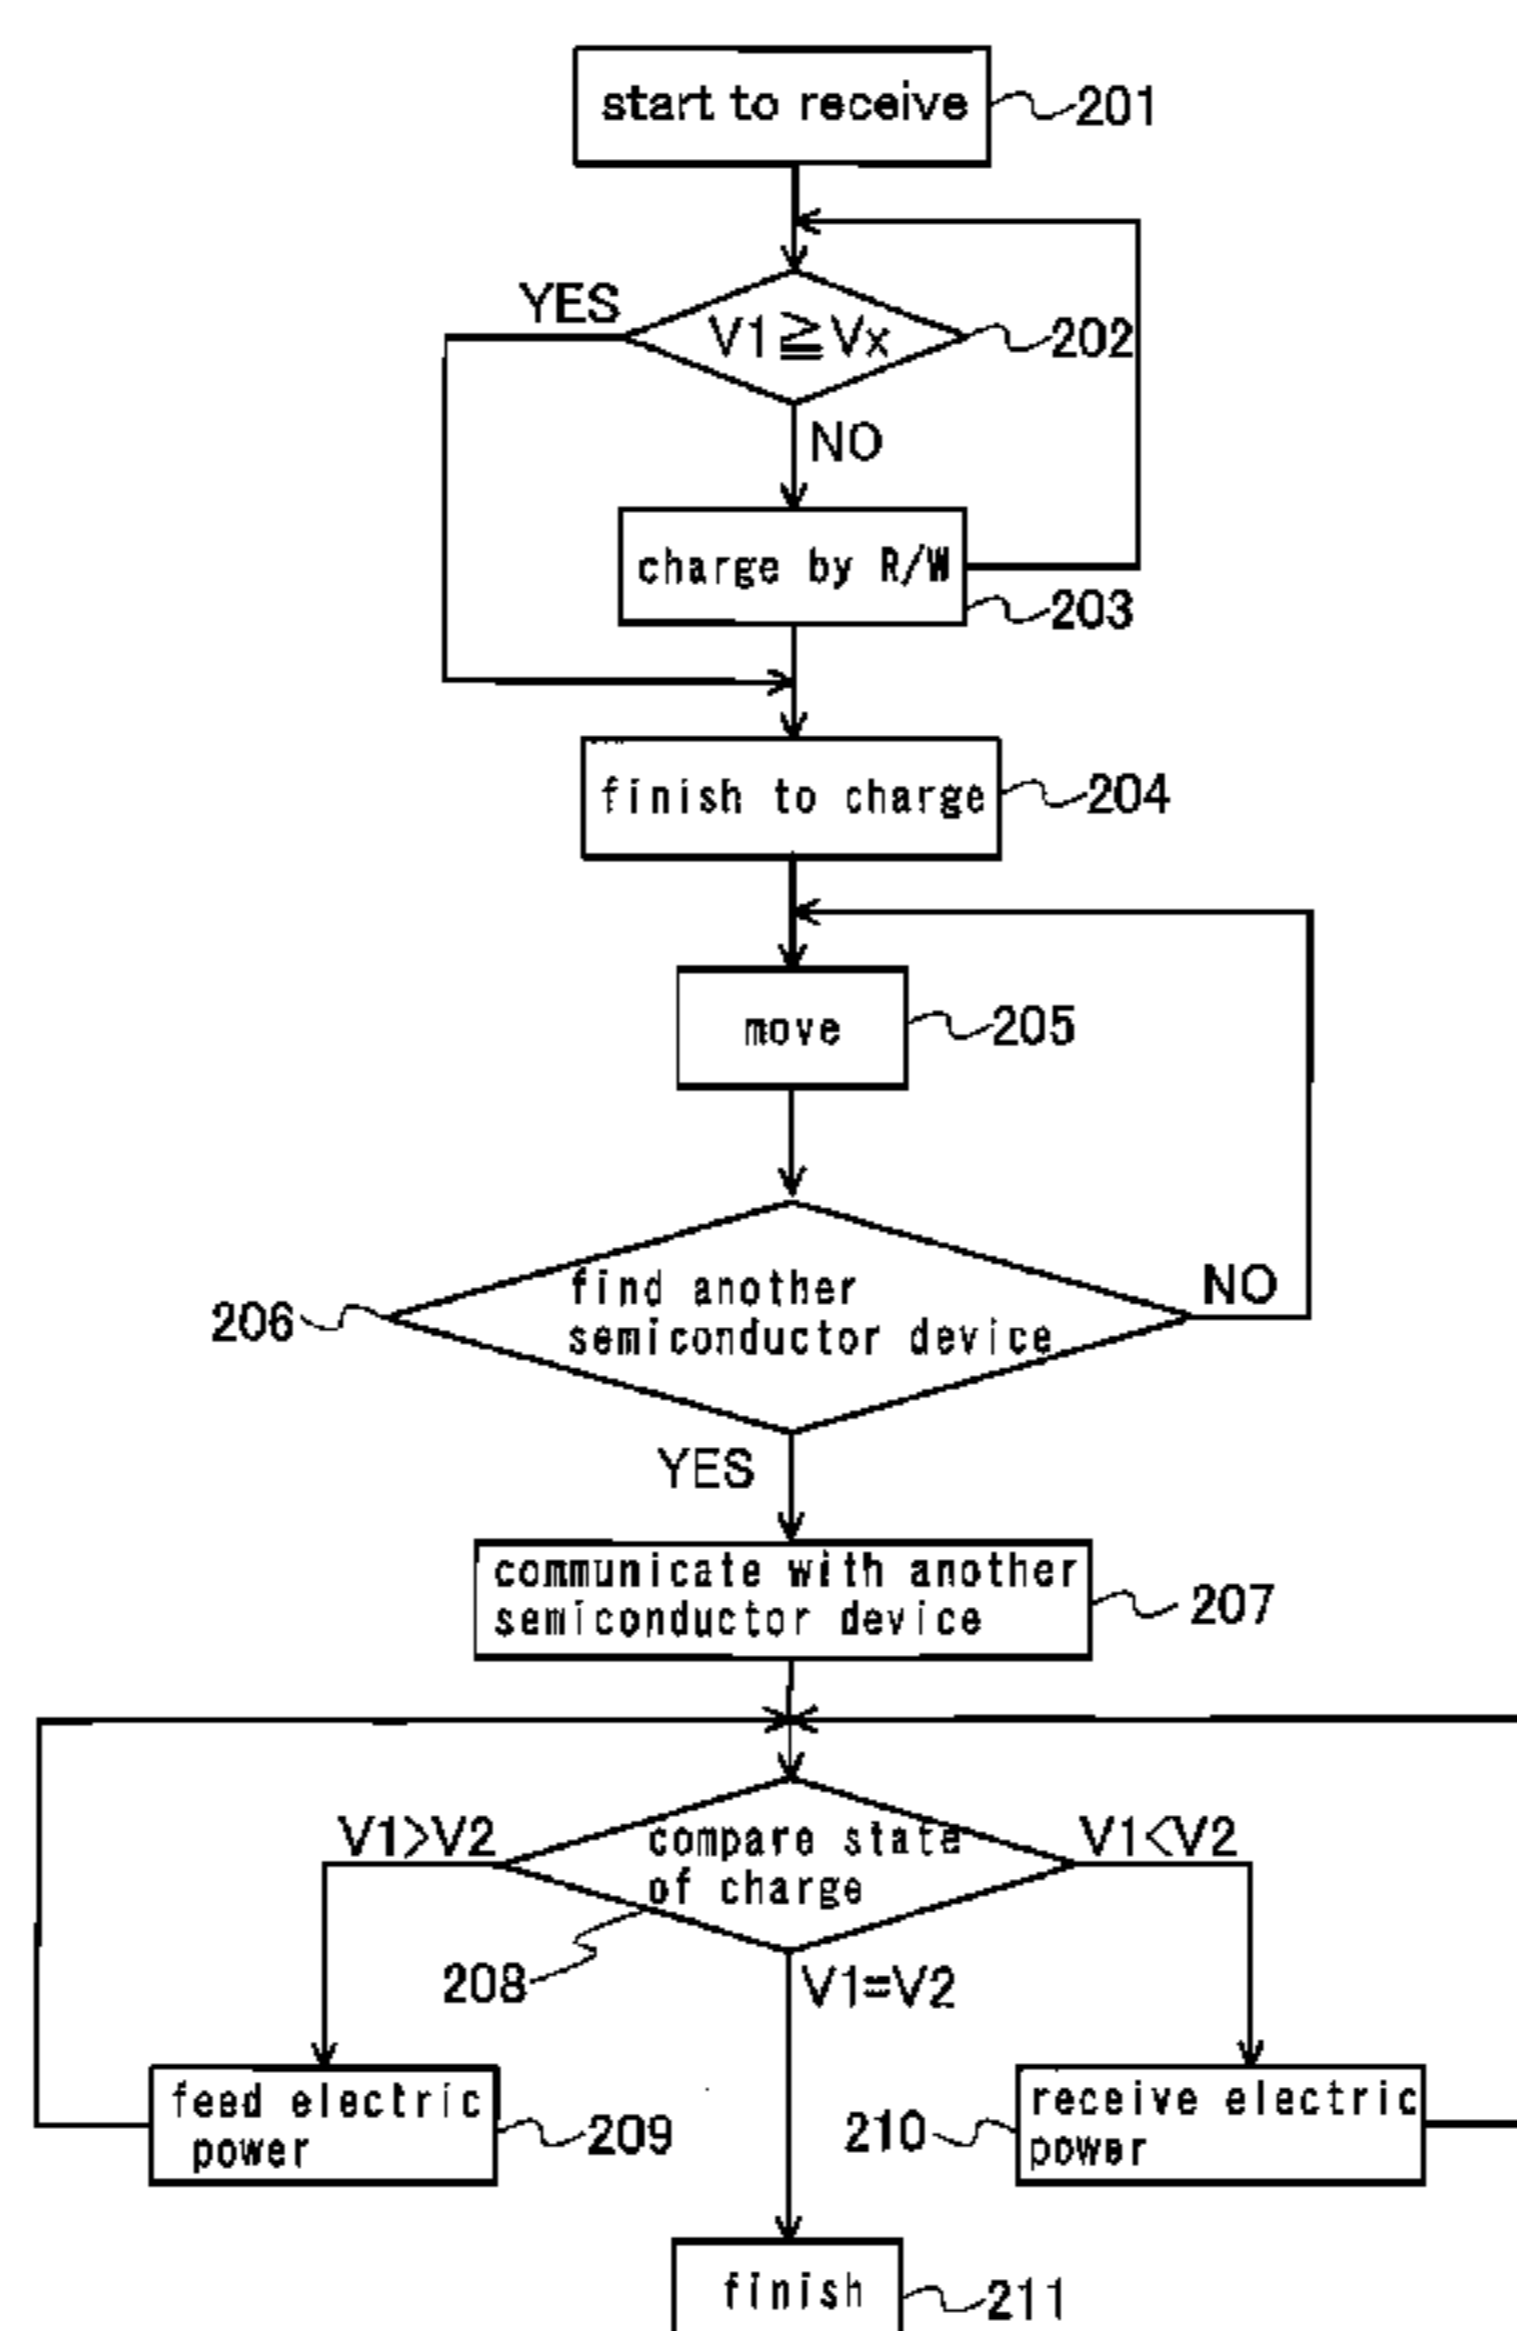 start to receive
201
YES
V1≧Vx
202
NO
charge by R/W
203
finish to charge
204
move
205
find another
semiconductor device
NO
206
YES
communicate with another
semiconductor device
207
V1>V2
compare state
of charge
V1<V2
208
V1=V2
feed electric
power
209
210
receive electric
power
finish
211